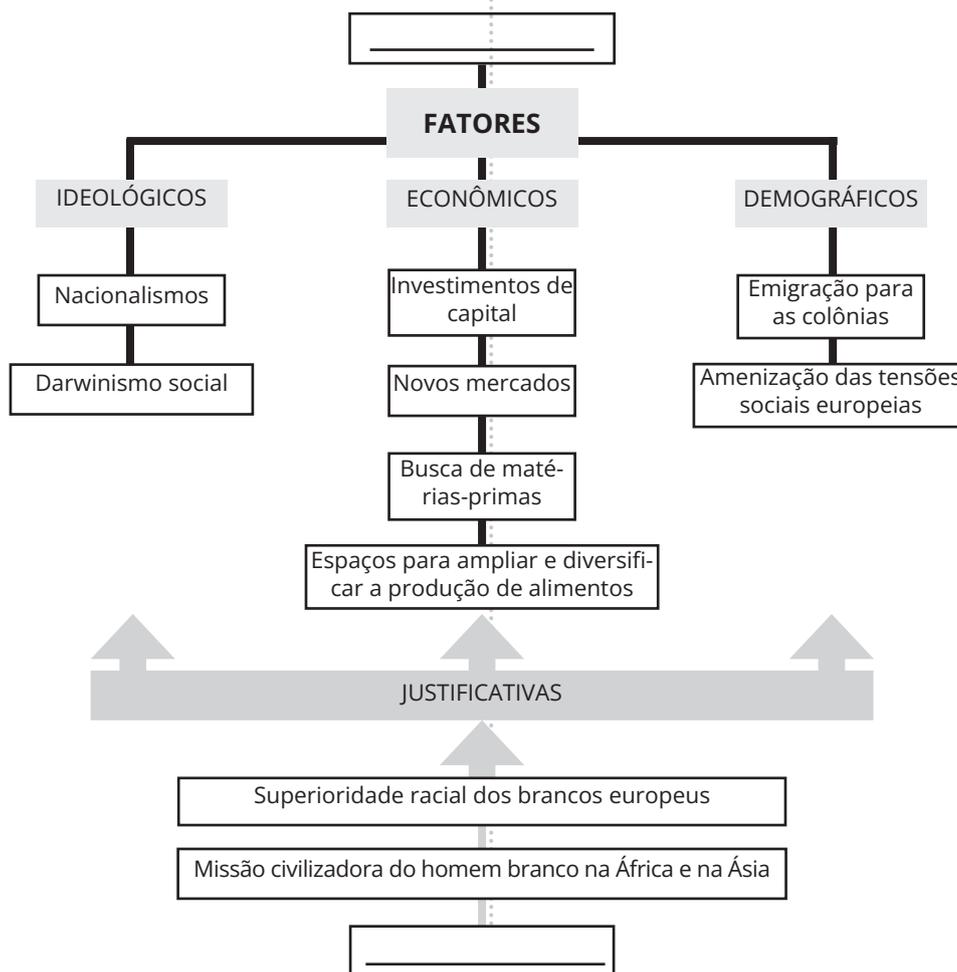 FATORES
IDEOLÓGICOS
ECONÔMICOS
DEMOGRÁFICOS
Nacionalismos
Darwinismo social
Investimentos de
capital
Novos mercados
Busca de maté-
rias-primas
Espaços para ampliar e diversifi-
car a produção de alimentos
Emigração para
as colônias
Amenização das tensões
sociais europeias
JUSTIFICATIVAS
Superioridade racial dos brancos europeus
Missão civilizadora do homem branco na África e na Ásia